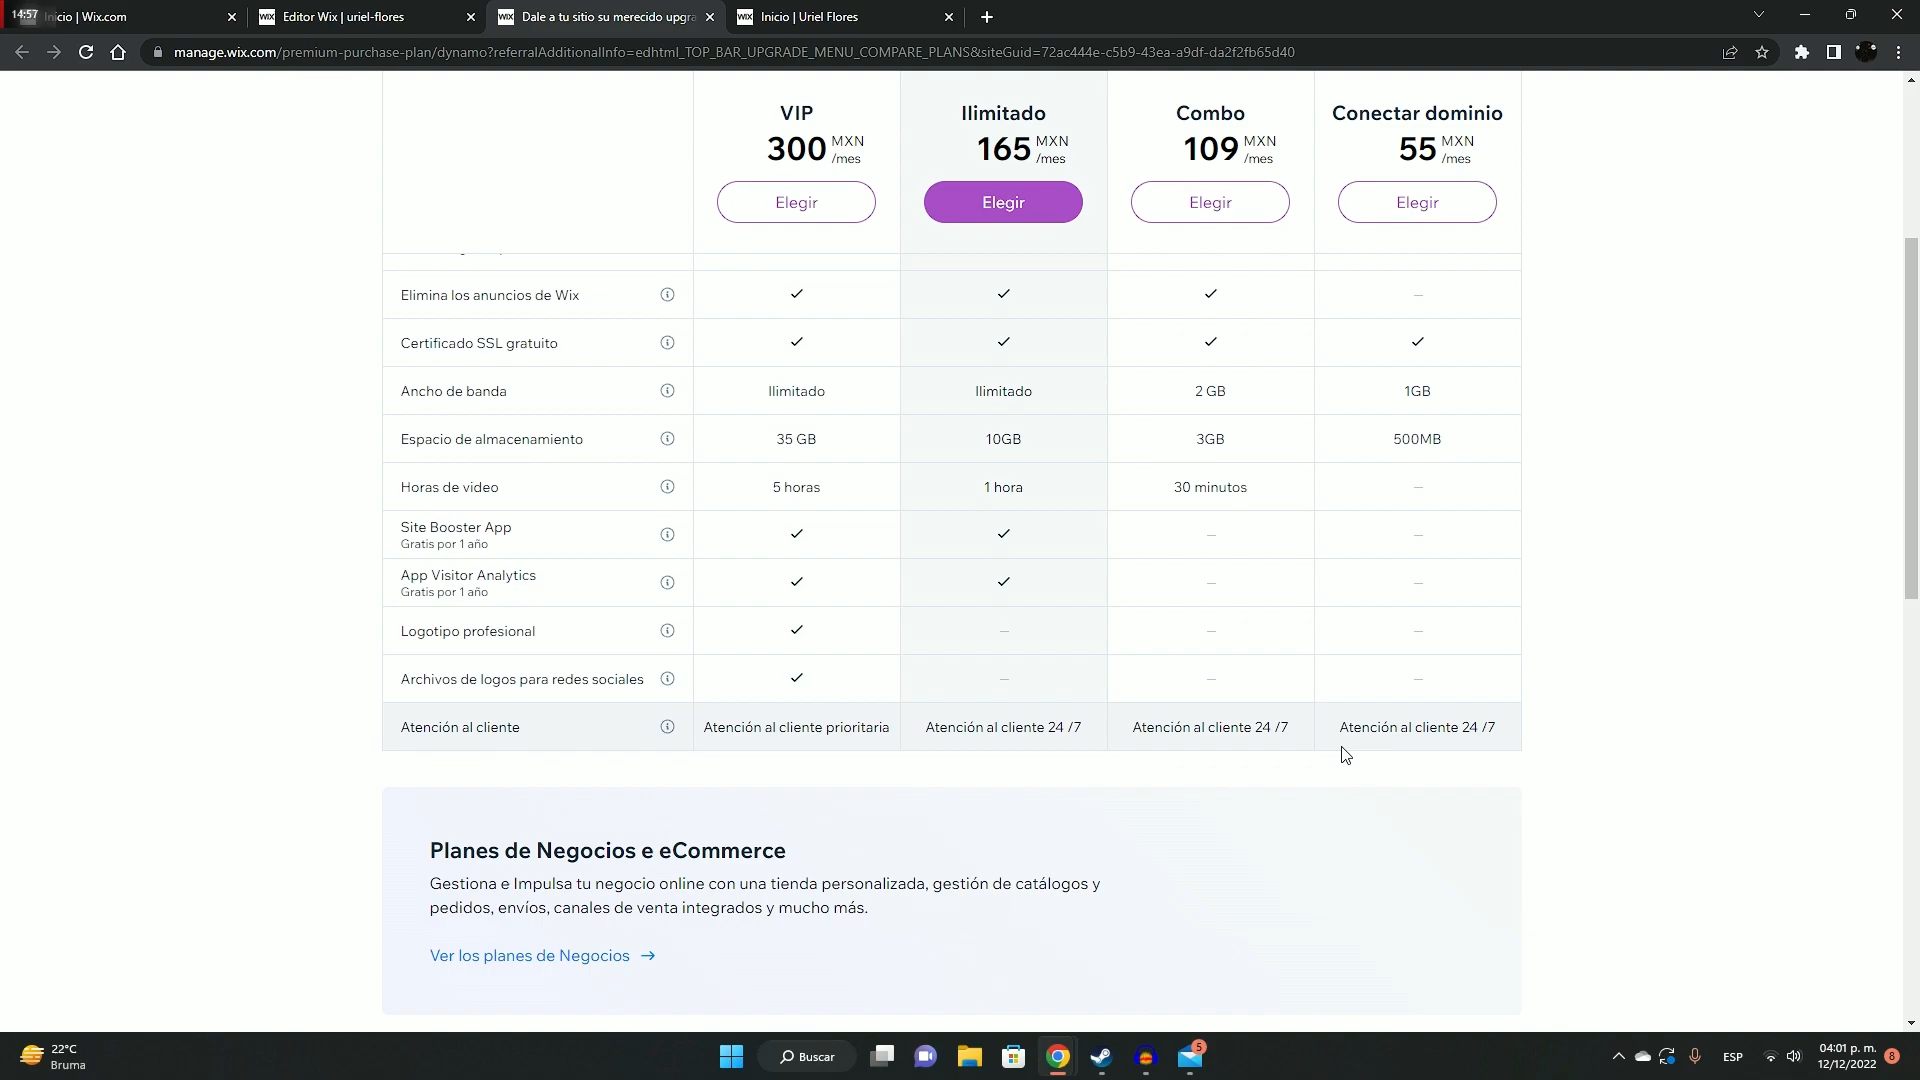 14:57 Inicio | Wix.com
WIX Editor Wix | uriel-flores
WIX Dale a tu sitio su merecido upgra
WIX Inicio | Uriel Flores
manage.wix.com/premium-purchase-plan/dynamo?referralAdditionalInfo=edhtml_TOP_BAR_UPGRADE_MENU_COMPARE_PLANS&siteGuid=72ac444e-c5b9-43ea-a9df-da2f2fb65d40
VIP Ilimitado Combo Conectar dominio
300 MXN /mes 165 MXN /mes 109 MXN /mes 55 MXN /mes
Elegir Elegir Elegir Elegir
Elimina los anuncios de Wix ✓ ✓ ✓ –
Certificado SSL gratuito ✓ ✓ ✓ ✓
Ancho de banda Ilimitado Ilimitado 2 GB 1GB
Espacio de almacenamiento 35 GB 10GB 3GB 500MB
Horas de video 5 horas 1 hora 30 minutos –
Site Booster App ✓ ✓ – –
Gratis por 1 año
App Visitor Analytics ✓ ✓ – –
Gratis por 1 año
Logotipo profesional ✓ – – –
Archivos de logos para redes sociales ✓ – – –
Atención al cliente Atención al cliente prioritaria Atención al cliente 24 /7 Atención al cliente 24 /7 Atención al cliente 24 /7
Planes de Negocios e eCommerce
Gestiona e Impulsa tu negocio online con una tienda personalizada, gestión de catálogos y
pedidos, envíos, canales de venta integrados y mucho más.
Ver los planes de Negocios →
22°C
Bruma
Buscar
5
ESP
04:01 p. m.
12/12/2022
8